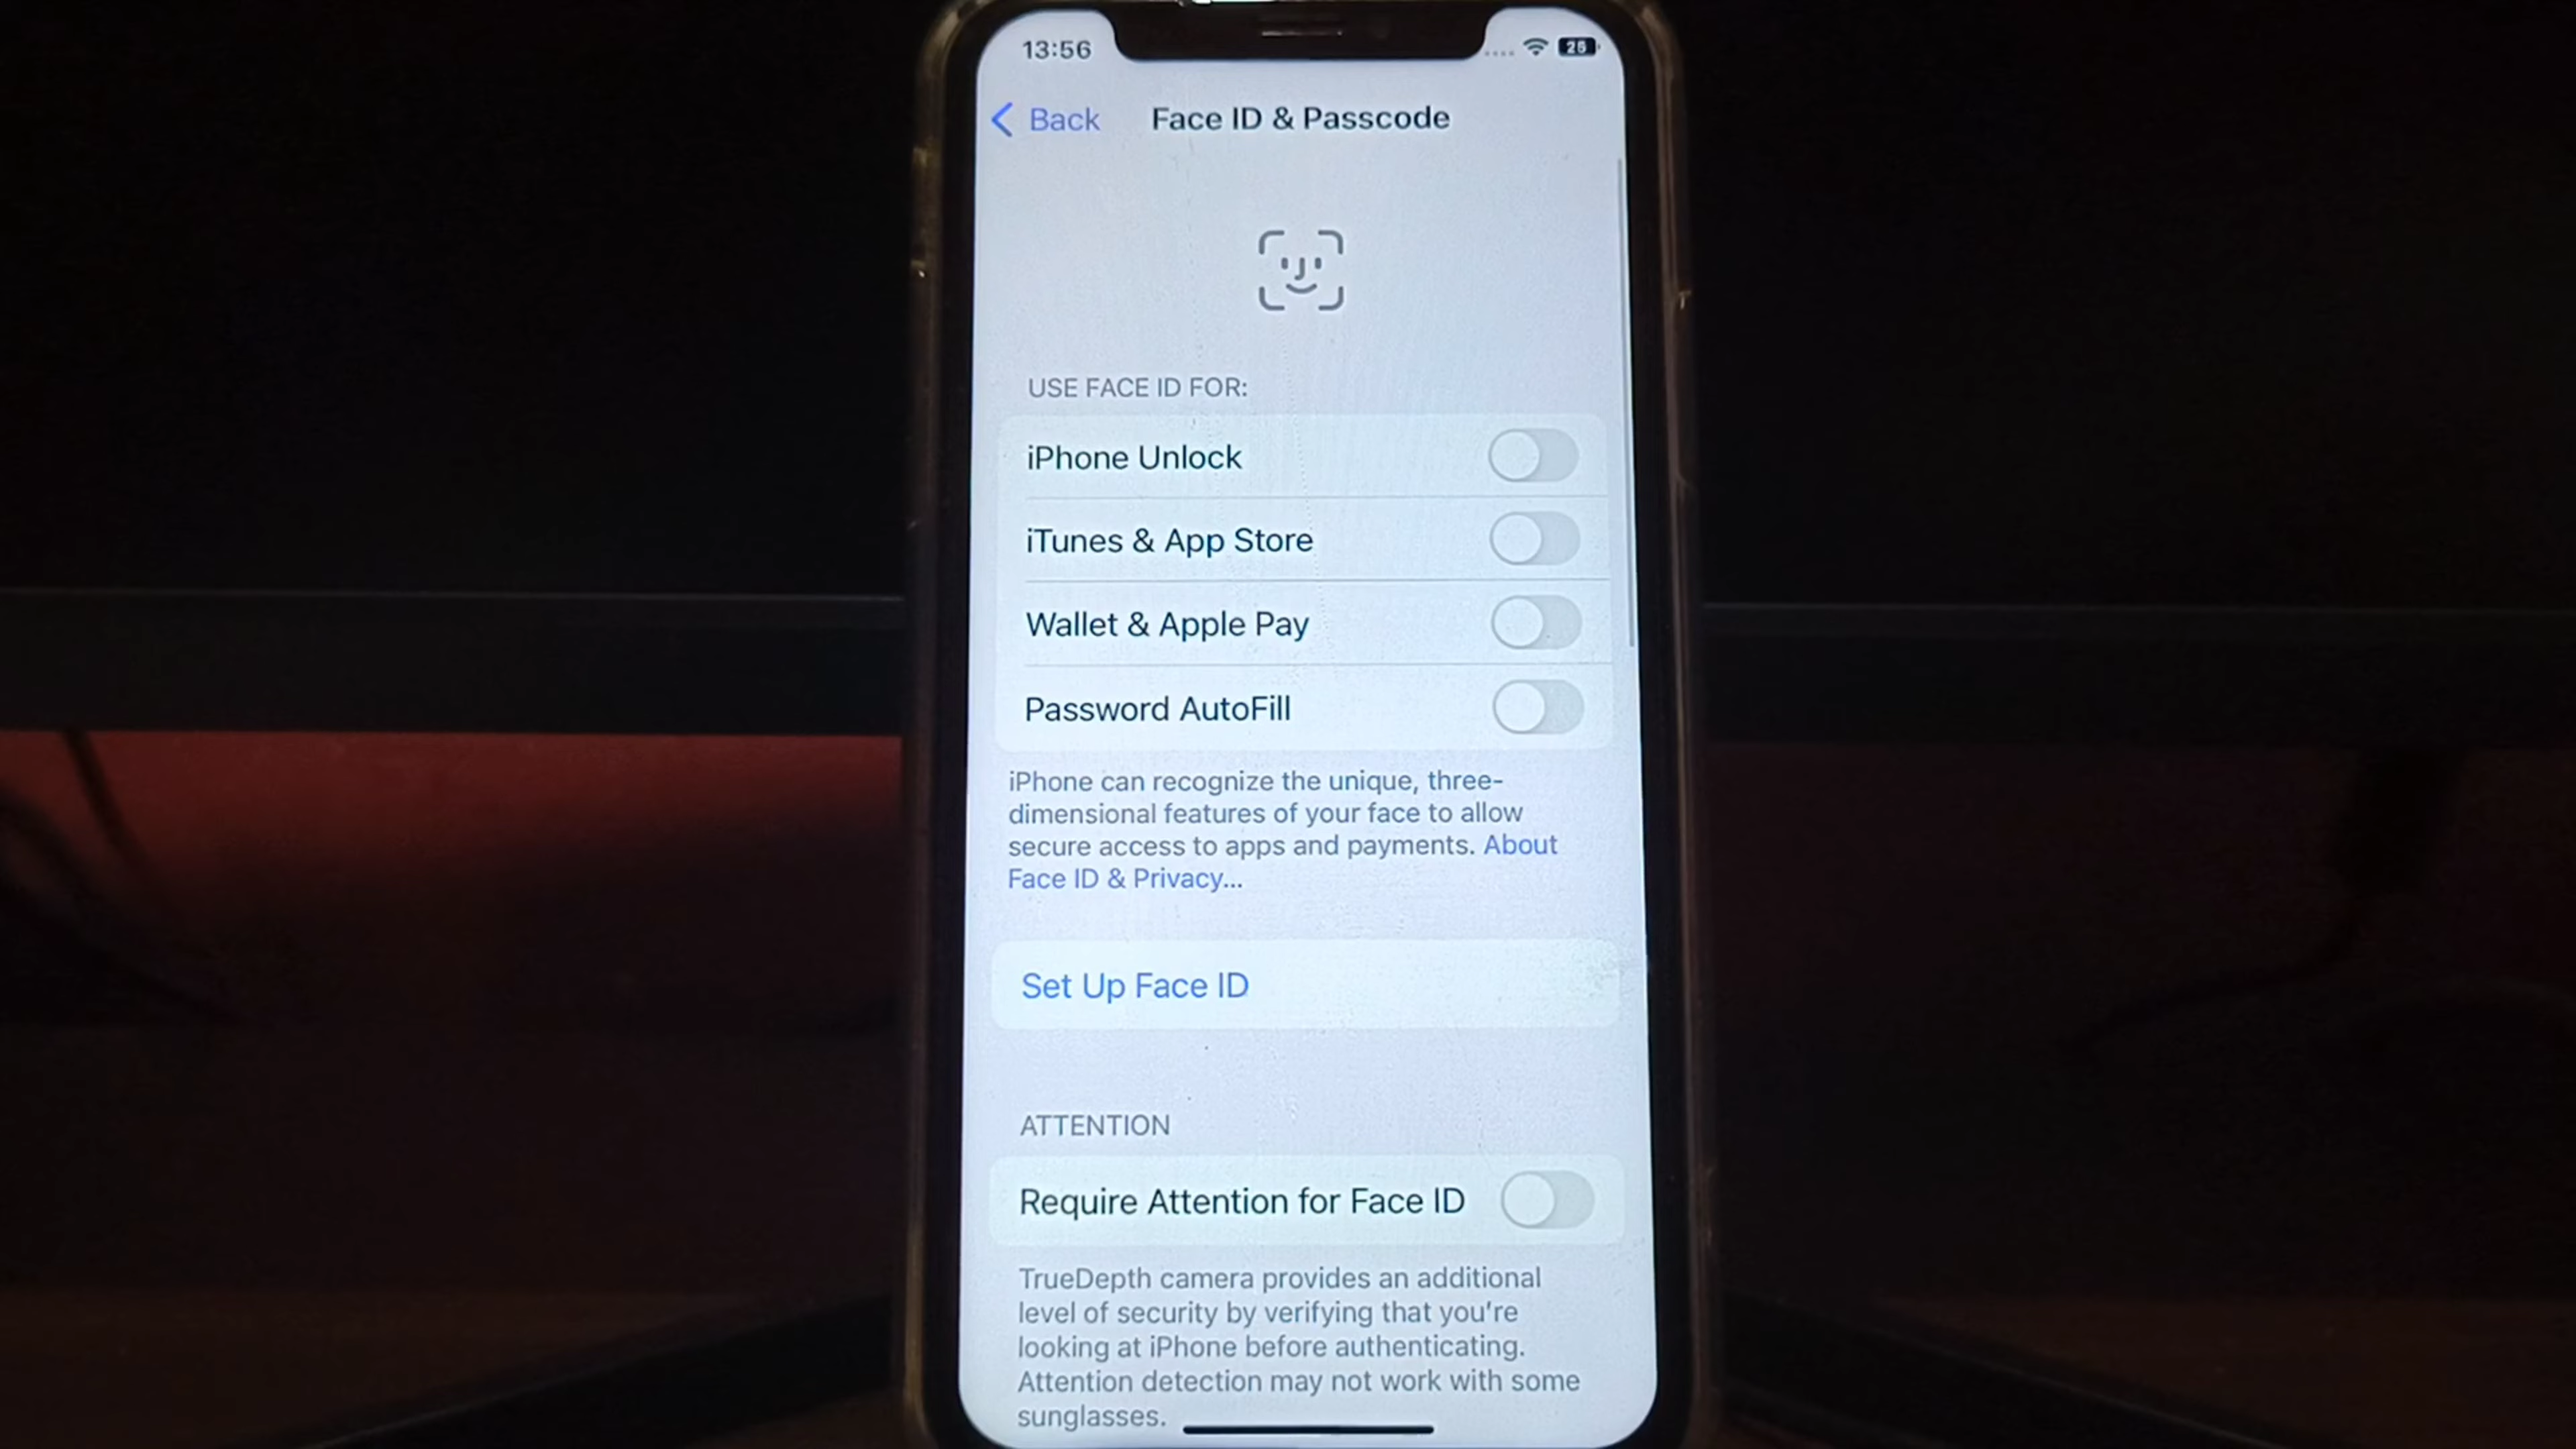 13:56
25
Back
Face ID & Passcode
USE FACE ID FOR:
iPhone Unlock
iTunes & App Store
Wallet & Apple Pay
Password AutoFill
iPhone can recognize the unique, three-
dimensional features of your face to allow
secure access to apps and payments. About
Face ID & Privacy...
Set Up Face ID
ATTENTION
Require Attention for Face ID
TrueDepth camera provides an additional
level of security by verifying that you're
looking at iPhone before authenticating.
Attention detection may not work with some
sunglasses.